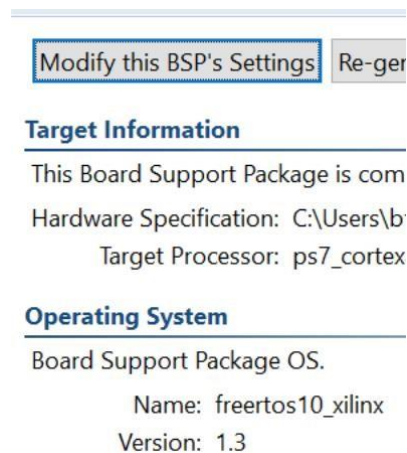 Modify this BSP's Settings Re-ger
Target Information
This Board Support Package is com
Hardware Specification: C:\Users\b
Target Processor: ps7_cortex
Operating System
Board Support Package OS.
Name: freertos10_xilinx
Version: 1.3